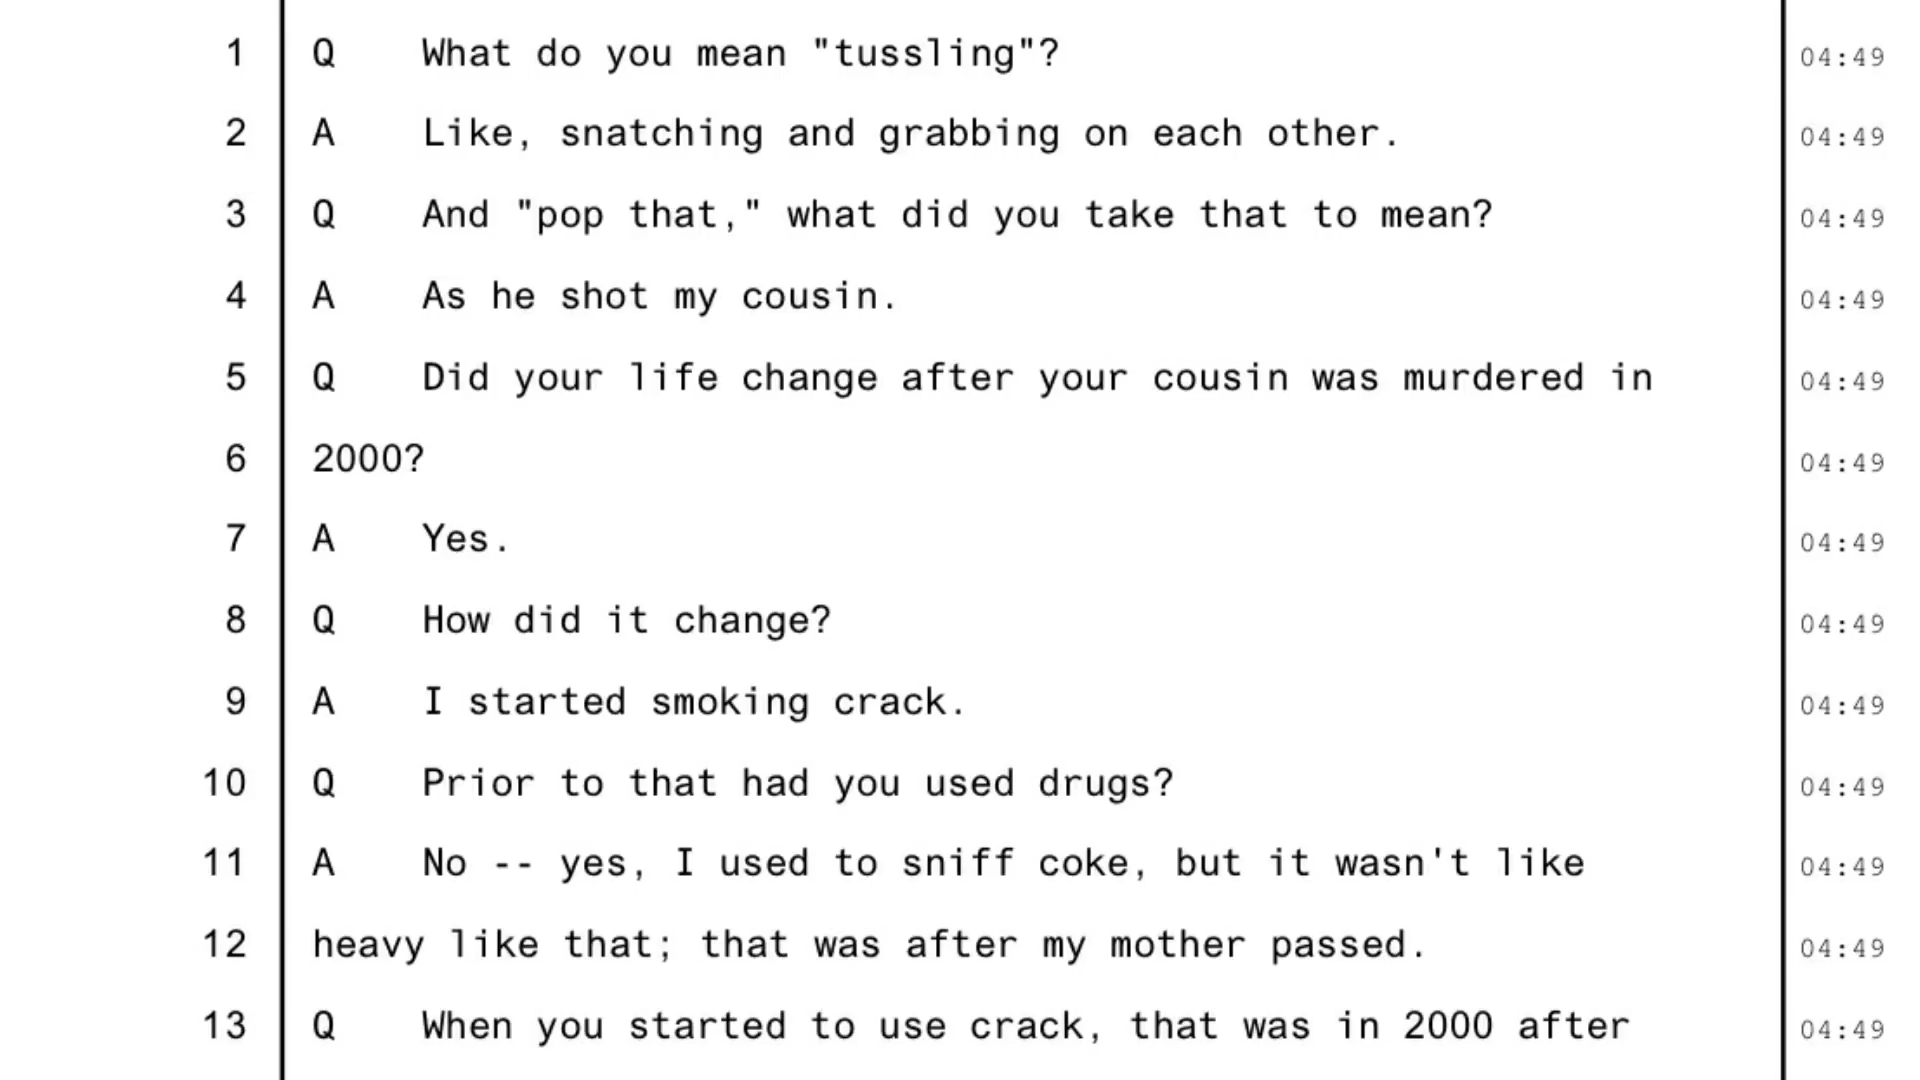 1 Q What do you mean "tussling"? 04:49
2 A Like, snatching and grabbing on each other. 04:49
3 Q And "pop that," what did you take that to mean? 04:49
4 A As he shot my cousin. 04:49
5 Q Did your life change after your cousin was murdered in 04:49
6 2000? 04:49
7 A Yes. 04:49
8 Q How did it change? 04:49
9 A I started smoking crack. 04:49
10 Q Prior to that had you used drugs? 04:49
11 A No -- yes, I used to sniff coke, but it wasn't like 04:49
12 heavy like that; that was after my mother passed. 04:49
13 Q When you started to use crack, that was in 2000 after 04:49